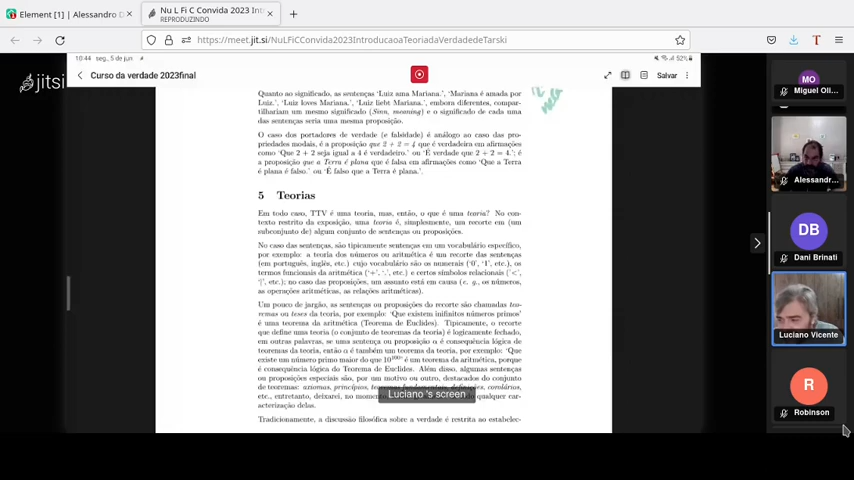 Element [1] | Alessandro D
Nu L Fi C Convida 2023 Int
REPRODUZINDO
https://meet.jit.si/NuLFiCConvida2023IntroducaoaTeoriadaVerdadedeTarski
10:44 seg., 5 de jun
52%
jitsi
Curso da verdade 2023final
Salvar
Quanto ao significado, as sentenças 'Luiz ama Mariana.', 'Mariana é amada por
Luiz.', 'Luiz loves Mariana.', 'Luiz liebt Mariana', embora diferentes, compar-
tilhariam um mesmo significado (Sinn, meaning) e o significado de cada uma
das sentenças seria uma mesma proposição.
O caso dos portadores de verdade (e falsidade) é análogo ao caso das pro-
priedades modais, é a proposição que 2 + 2 = 4 que é verdadeira em afirmações
como 'Que 2 + 2 seja igual a 4 é verdadeiro.' ou 'É verdade que 2 + 2 = 4.'; é
a proposição que a Terra é plana que é falsa em afirmações como 'Que a Terra
é plana é falso.' ou 'É falso que a Terra é plana.'.
5 Teorias
Em todo caso, TTV é uma teoria, mas, então, o que é uma teoria? No con-
texto restrito da exposição, uma teoria é, simplesmente, um recorte em (um
subconjunto de) algum conjunto de sentenças ou proposições.
No caso das sentenças, são tipicamente sentenças em um vocabulário específico,
por exemplo: a teoria dos números ou aritmética é um recorte das sentenças
(em português, inglês, etc.) cujo vocabulário são os numerais ('0', '1', etc.), os
termos funcionais da aritmética ('+', '.', etc.) e certos símbolos relacionais ('<',
'|', etc.); no caso das proposições, um assunto está em causa (e. g., os números,
as operações aritméticas, as relações aritméticas).
Um pouco de jargão, as sentenças ou proposições do recorte são chamadas teo-
remas ou teses da teoria, por exemplo: 'Que existem infinitos números primos'
é uma teorema da aritmética (Teorema de Euclides). Tipicamente, o recorte
que define uma teoria (o conjunto de teoremas da teoria) é logicamente fechado,
em outras palavras, se uma sentença ou proposição α é consequência lógica de
teoremas da teoria, então α é também um teorema da teoria, por exemplo: 'Que
existe um número primo maior do que é um teorema da aritmética, porque
é consequência lógica do Teorema de Euclides. Além disso, algumas sentenças
ou proposições especiais são, por um motivo ou outro, destacados do conjunto
de teoremas: axiomas, princípios, teoremas fundamentais, definições, corolários,
etc., entretanto, deixarei, no momento, qualquer ca-
racterização delas.
Luciano 's screen
Tradicionalmente, a discussão filosófica sobre a verdade é restrita ao estabelec-
MO
Miguel Oli...
Alessandr...
DB
Dani Brinati
Luciano Vicente
R
Robinson